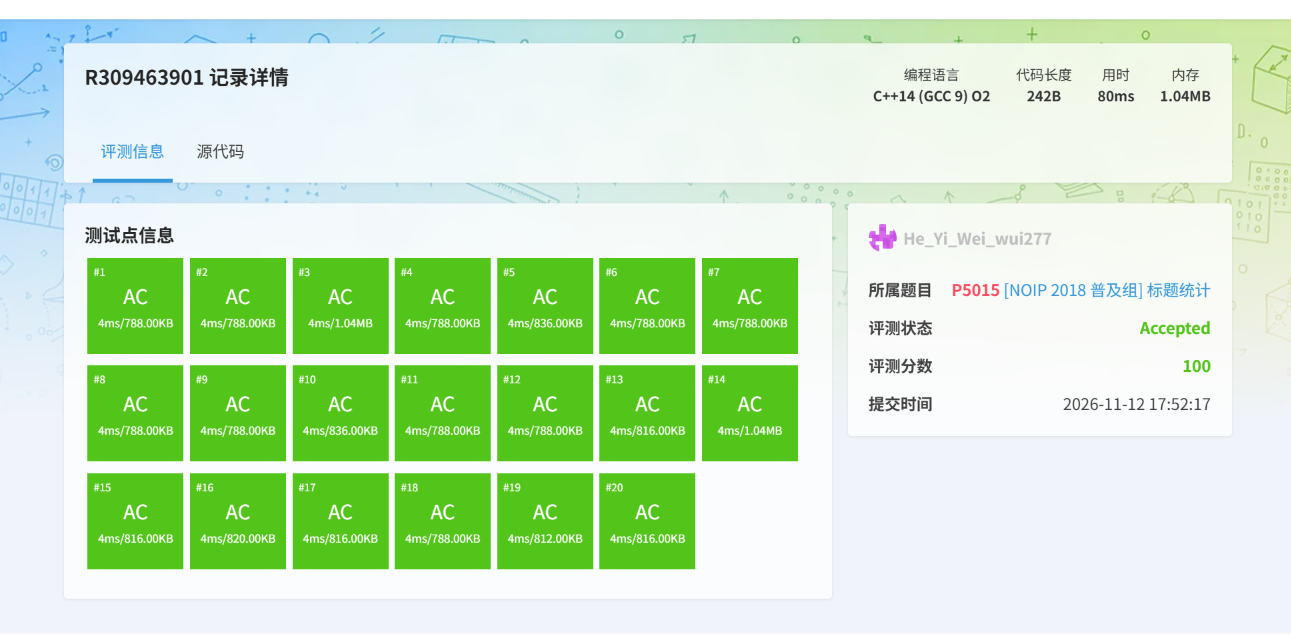 R309463901 记录详情
编程语言 代码长度 用时 内存
C++14 (GCC 9) O2 242B 80ms 1.04MB
评测信息 源代码
测试点信息
#1 #2 #3 #4 #5 #6 #7
AC AC AC AC AC AC AC
4ms/788.00KB 4ms/788.00KB 4ms/1.04MB 4ms/788.00KB 4ms/836.00KB 4ms/788.00KB 4ms/788.00KB
#8 #9 #10 #11 #12 #13 #14
AC AC AC AC AC AC AC
4ms/788.00KB 4ms/788.00KB 4ms/836.00KB 4ms/788.00KB 4ms/788.00KB 4ms/816.00KB 4ms/1.04MB
#15 #16 #17 #18 #19 #20
AC AC AC AC AC AC
4ms/816.00KB 4ms/820.00KB 4ms/816.00KB 4ms/788.00KB 4ms/812.00KB 4ms/816.00KB
He_Yi_Wei_wui277
所属题目 P5015 [NOIP 2018 普及组] 标题统计
评测状态 Accepted
评测分数 100
提交时间 2026-11-12 17:52:17